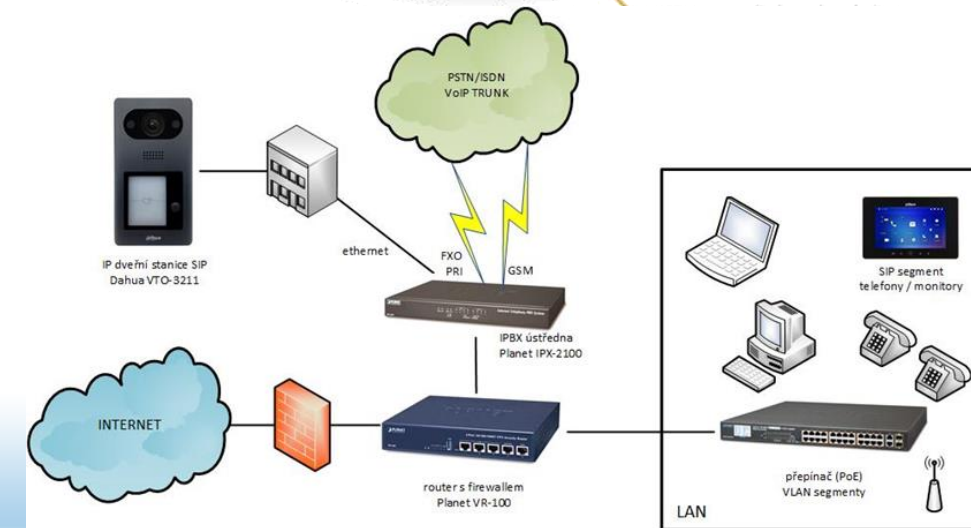 PSTN/ISDN
VoIP TRUNK
IP dveřní stanice SIP
Dahua VTO-3211
ethernet
FXO
PRI
GSM
SIP segment
telefony / monitory
IPBX ústředna
Planet IPX-2100
INTERNET
router s firewallem
Planet VR-100
přepínač (PoE)
VLAN segmenty
LAN